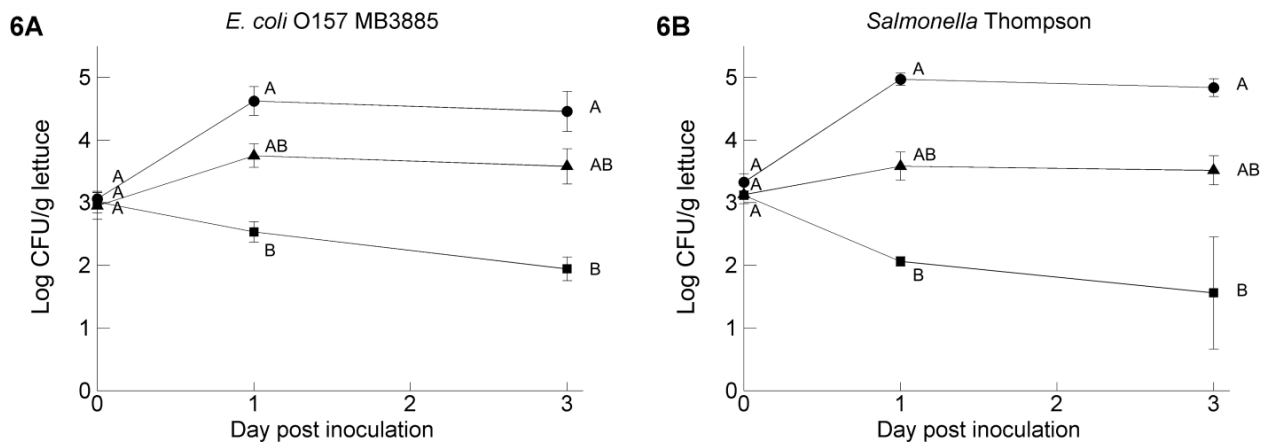 6A
E. coli O157 MB3885
Log CFU/g lettuce
5
4
3
2
1
0
A
A
A
A
AB
B
A
AB
B
0
1
2
3
Day post inoculation
6B
Salmonella Thompson
Log CFU/g lettuce
5
4
3
2
1
0
A
A
A
A
AB
B
A
AB
B
0
1
2
3
Day post inoculation